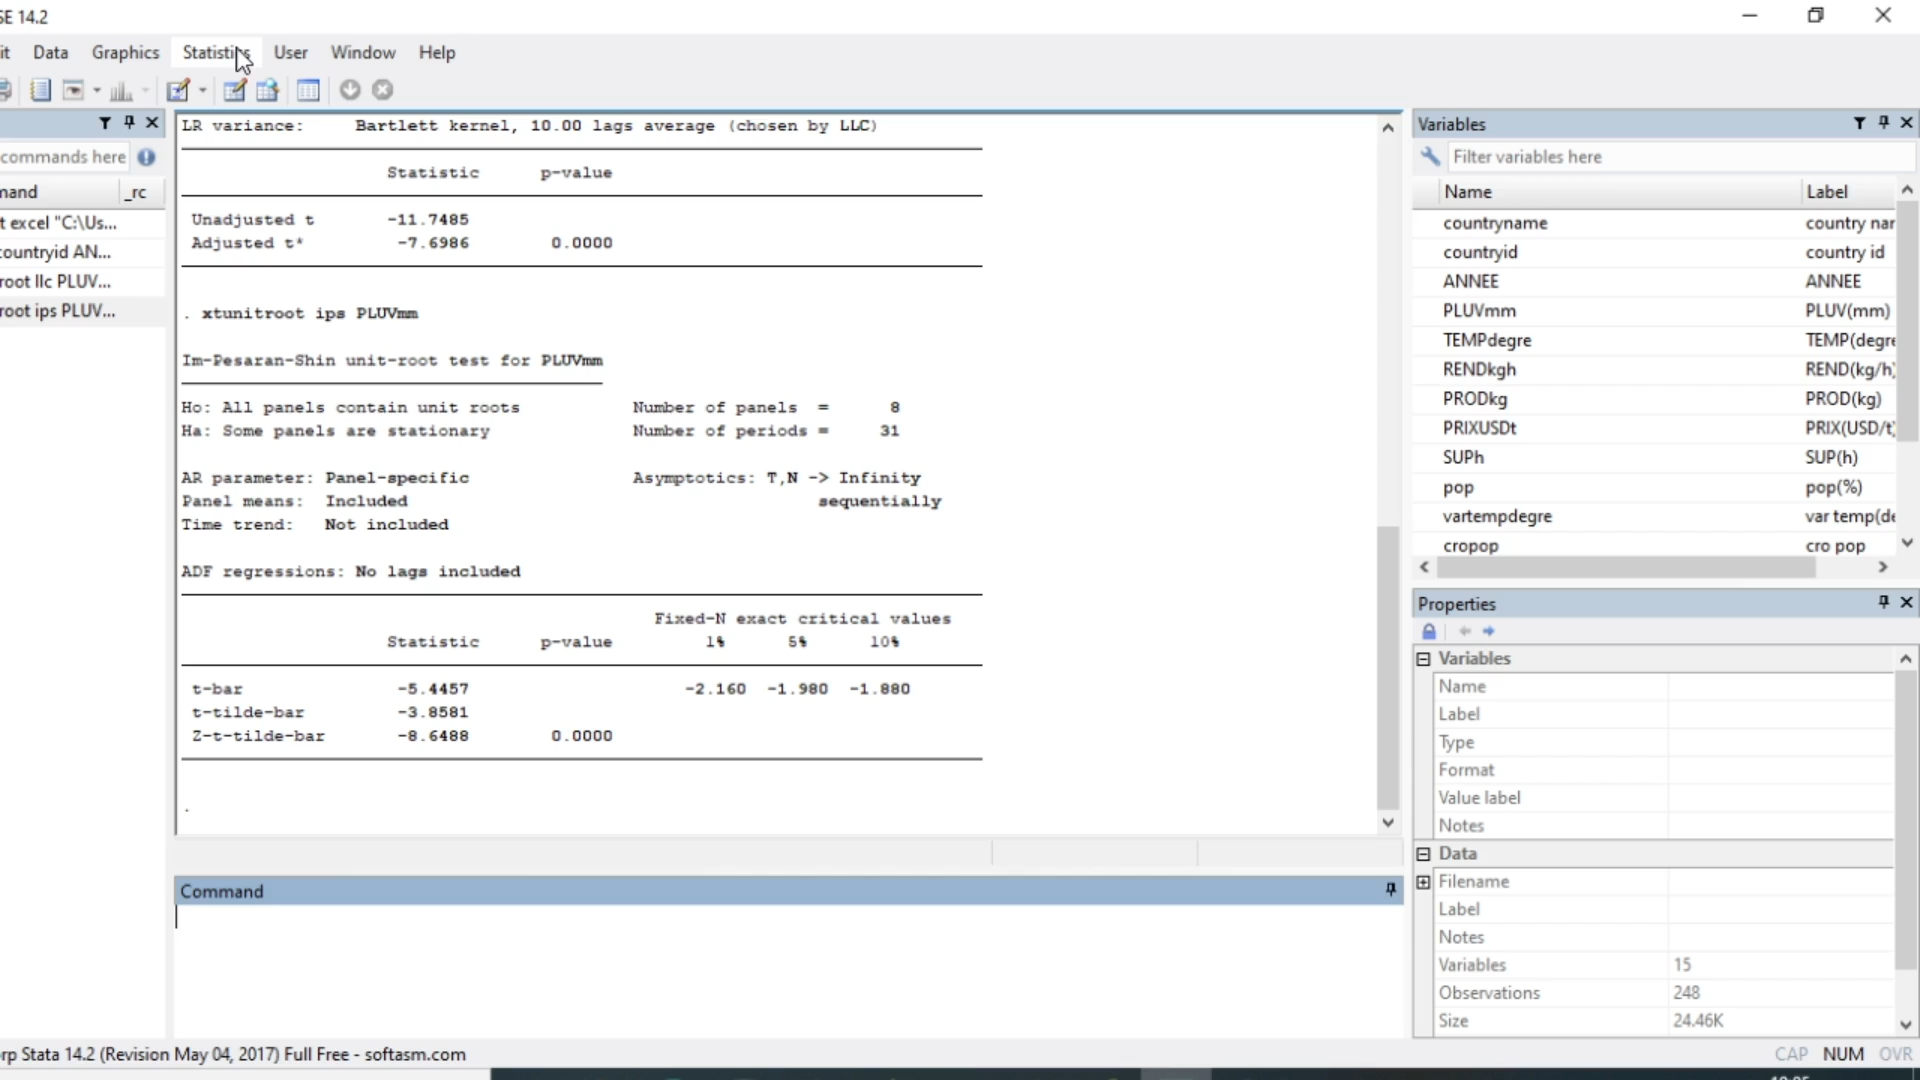 SE 14.2
it Data Graphics Statistics User Window Help
commands here
mand _rc
t excel "C:\Us...
countryid AN...
root llc PLUV...
root ips PLUV...
LR variance: Bartlett kernel, 10.00 lags average (chosen by LLC)
Statistic p-value
Unadjusted t -11.7485
Adjusted t* -7.6986 0.0000
. xtunitroot ips PLUVmm
Im-Pesaran-Shin unit-root test for PLUVmm
Ho: All panels contain unit roots Number of panels = 8
Ha: Some panels are stationary Number of periods = 31
AR parameter: Panel-specific Asymptotics: T,N -> Infinity
Panel means: Included sequentially
Time trend: Not included
ADF regressions: No lags included
Fixed-N exact critical values
Statistic p-value 1% 5% 10%
t-bar -5.4457 -2.160 -1.980 -1.880
t-tilde-bar -3.8581
Z-t-tilde-bar -8.6488 0.0000
.
Command
Variables
Filter variables here
Name Label
countryname country nar
countryid country id
ANNEE ANNEE
PLUVmm PLUV(mm)
TEMPdegre TEMP(degre
RENDkgh REND(kg/h)
PRODkg PROD(kg)
PRIXUSDt PRIX(USD/t)
SUPh SUP(h)
pop pop(%)
vartempdegre var temp(de
cropop cro pop
Properties
Variables
Name
Label
Type
Format
Value label
Notes
Data
Filename
Label
Notes
Variables 15
Observations 248
Size 24.46K
rp Stata 14.2 (Revision May 04, 2017) Full Free - softasm.com
CAP NUM OVR